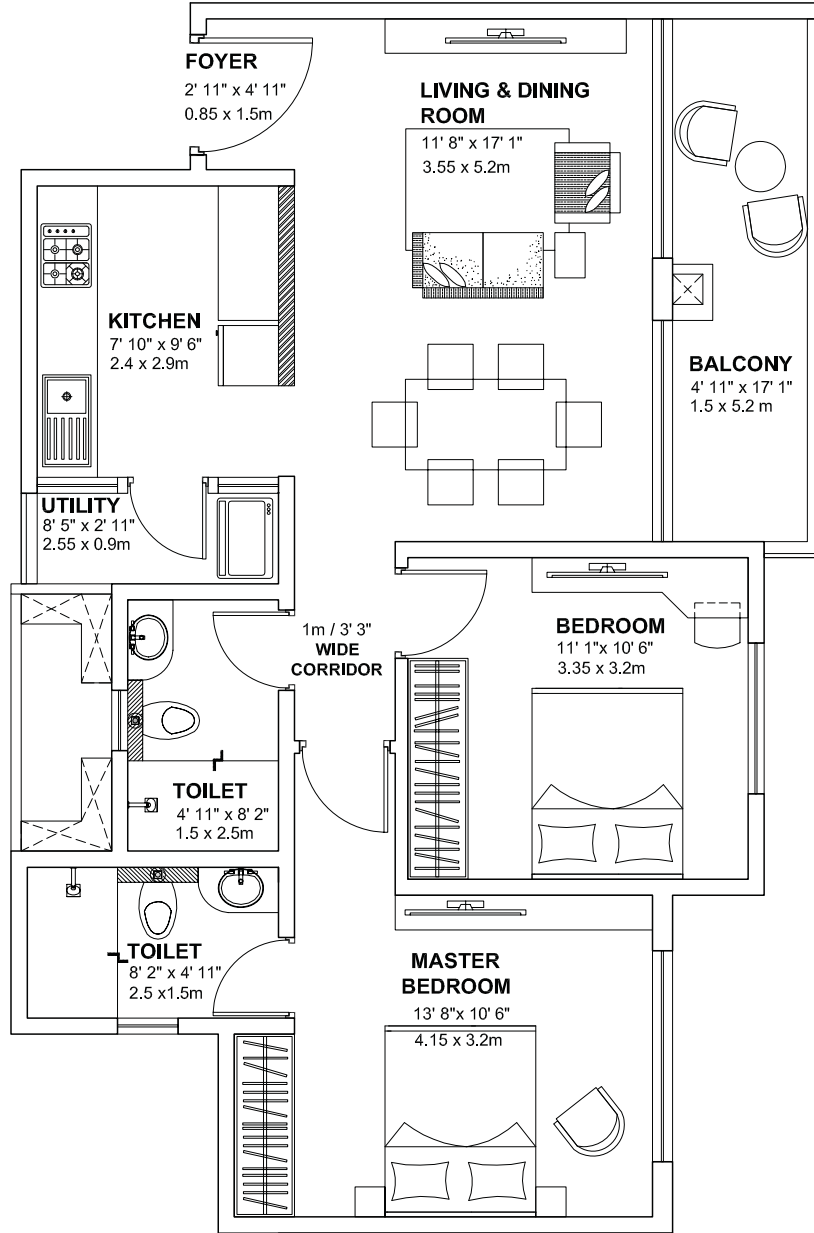 FOYER
2' 11" x 4' 11"
0.85 x 1.5m
LIVING & DINING
ROOM
11' 8" x 17' 1"
3.55 x 5.2m
KITCHEN
7' 10" x 9' 6"
2.4 x 2.9m
BALCONY
4' 11" x 17' 1"
1.5 x 5.2 m
UTILITY
8' 5" x 2' 11"
2.55 x 0.9m
1m / 3' 3"
WIDE
CORRIDOR
BEDROOM
11' 1"x 10' 6"
3.35 x 3.2m
TOILET
4' 11" x 8' 2"
1.5 x 2.5m
TOILET
8' 2" x 4' 11"
2.5 x1.5m
MASTER
BEDROOM
13' 8"x 10' 6"
4.15 x 3.2m